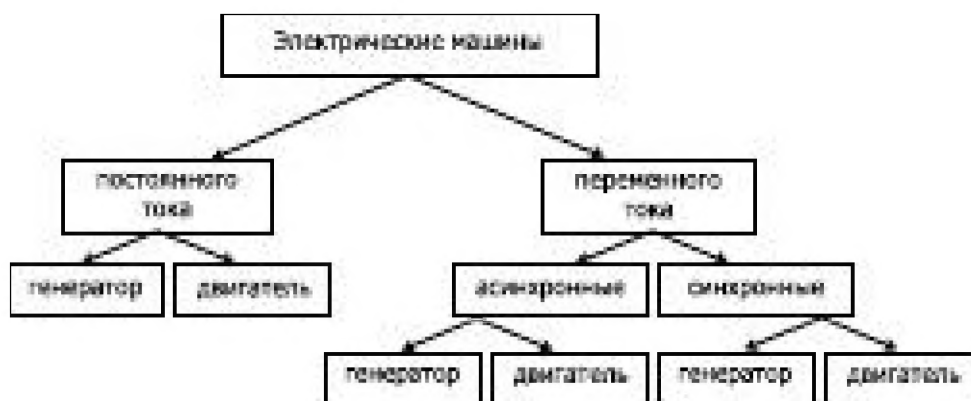 Электрические машины
постоянного
тока
переменного
тока
генератор
двигатель
асинхронные
синхронные
генератор
двигатель
генератор
двигатель